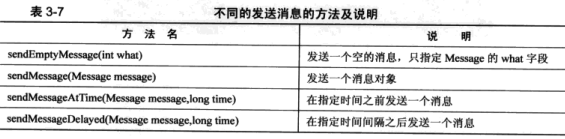 表 3-7 不同的发送消息的方法及说明
方 法 名 说 明
sendEmptyMessage(int what) 发送一个空的消息，只指定 Message 的 what 字段
sendMessage(Message message) 发送一个消息对象
sendMessageAtTime(Message message,long time) 在指定时间之前发送一个消息
sendMessageDelayed(Message message,long time) 在指定时间间隔之后发送一个消息